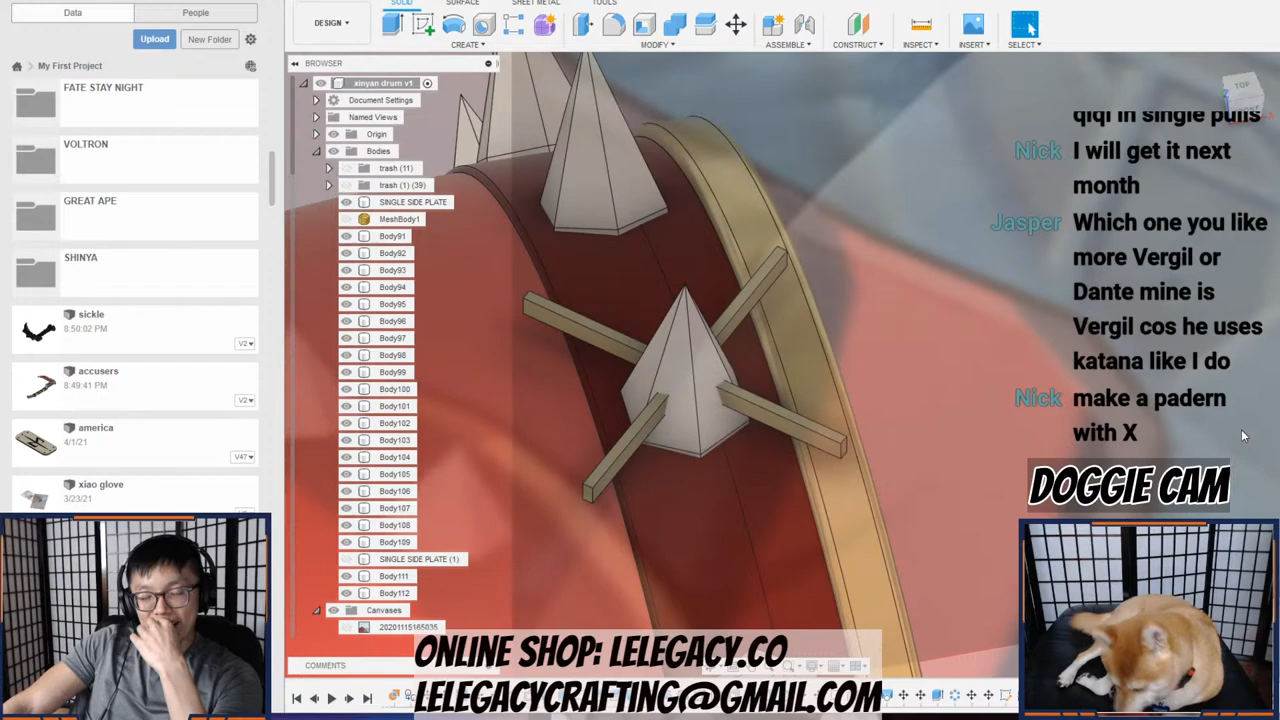 Data
People
SOLID
SURFACE
SHEET METAL
TOOLS
Upload
New Folder
DESIGN
CREATE
MODIFY
ASSEMBLE
CONSTRUCT
INSPECT
INSERT
SELECT
My First Project
FATE STAY NIGHT
VOLTRON
GREAT APE
SHINYA
sickle
8:50:02 PM
V2
accusers
8:49:41 PM
V2
america
4/1/21
V47
xiao glove
3/23/21
BROWSER
xinyan drum v1
Document Settings
Named Views
Origin
Bodies
trash (11)
trash (1) (39)
SINGLE SIDE PLATE
MeshBody1
Body91
Body92
Body93
Body94
Body95
Body96
Body97
Body98
Body99
Body100
Body101
Body102
Body103
Body104
Body105
Body106
Body107
Body108
Body109
SINGLE SIDE PLATE (1)
Body111
Body112
Canvases
20201115165035
COMMENTS
TOP
qiqi in single pulls
Nick I will get it next
month
Jasper Which one you like
more Vergil or
Dante mine is
Vergil cos he uses
katana like I do
Nick make a padern
with X
DOGGIE CAM
ONLINE SHOP: LELEGACY.CO
LELEGACYCRAFTING@GMAIL.COM